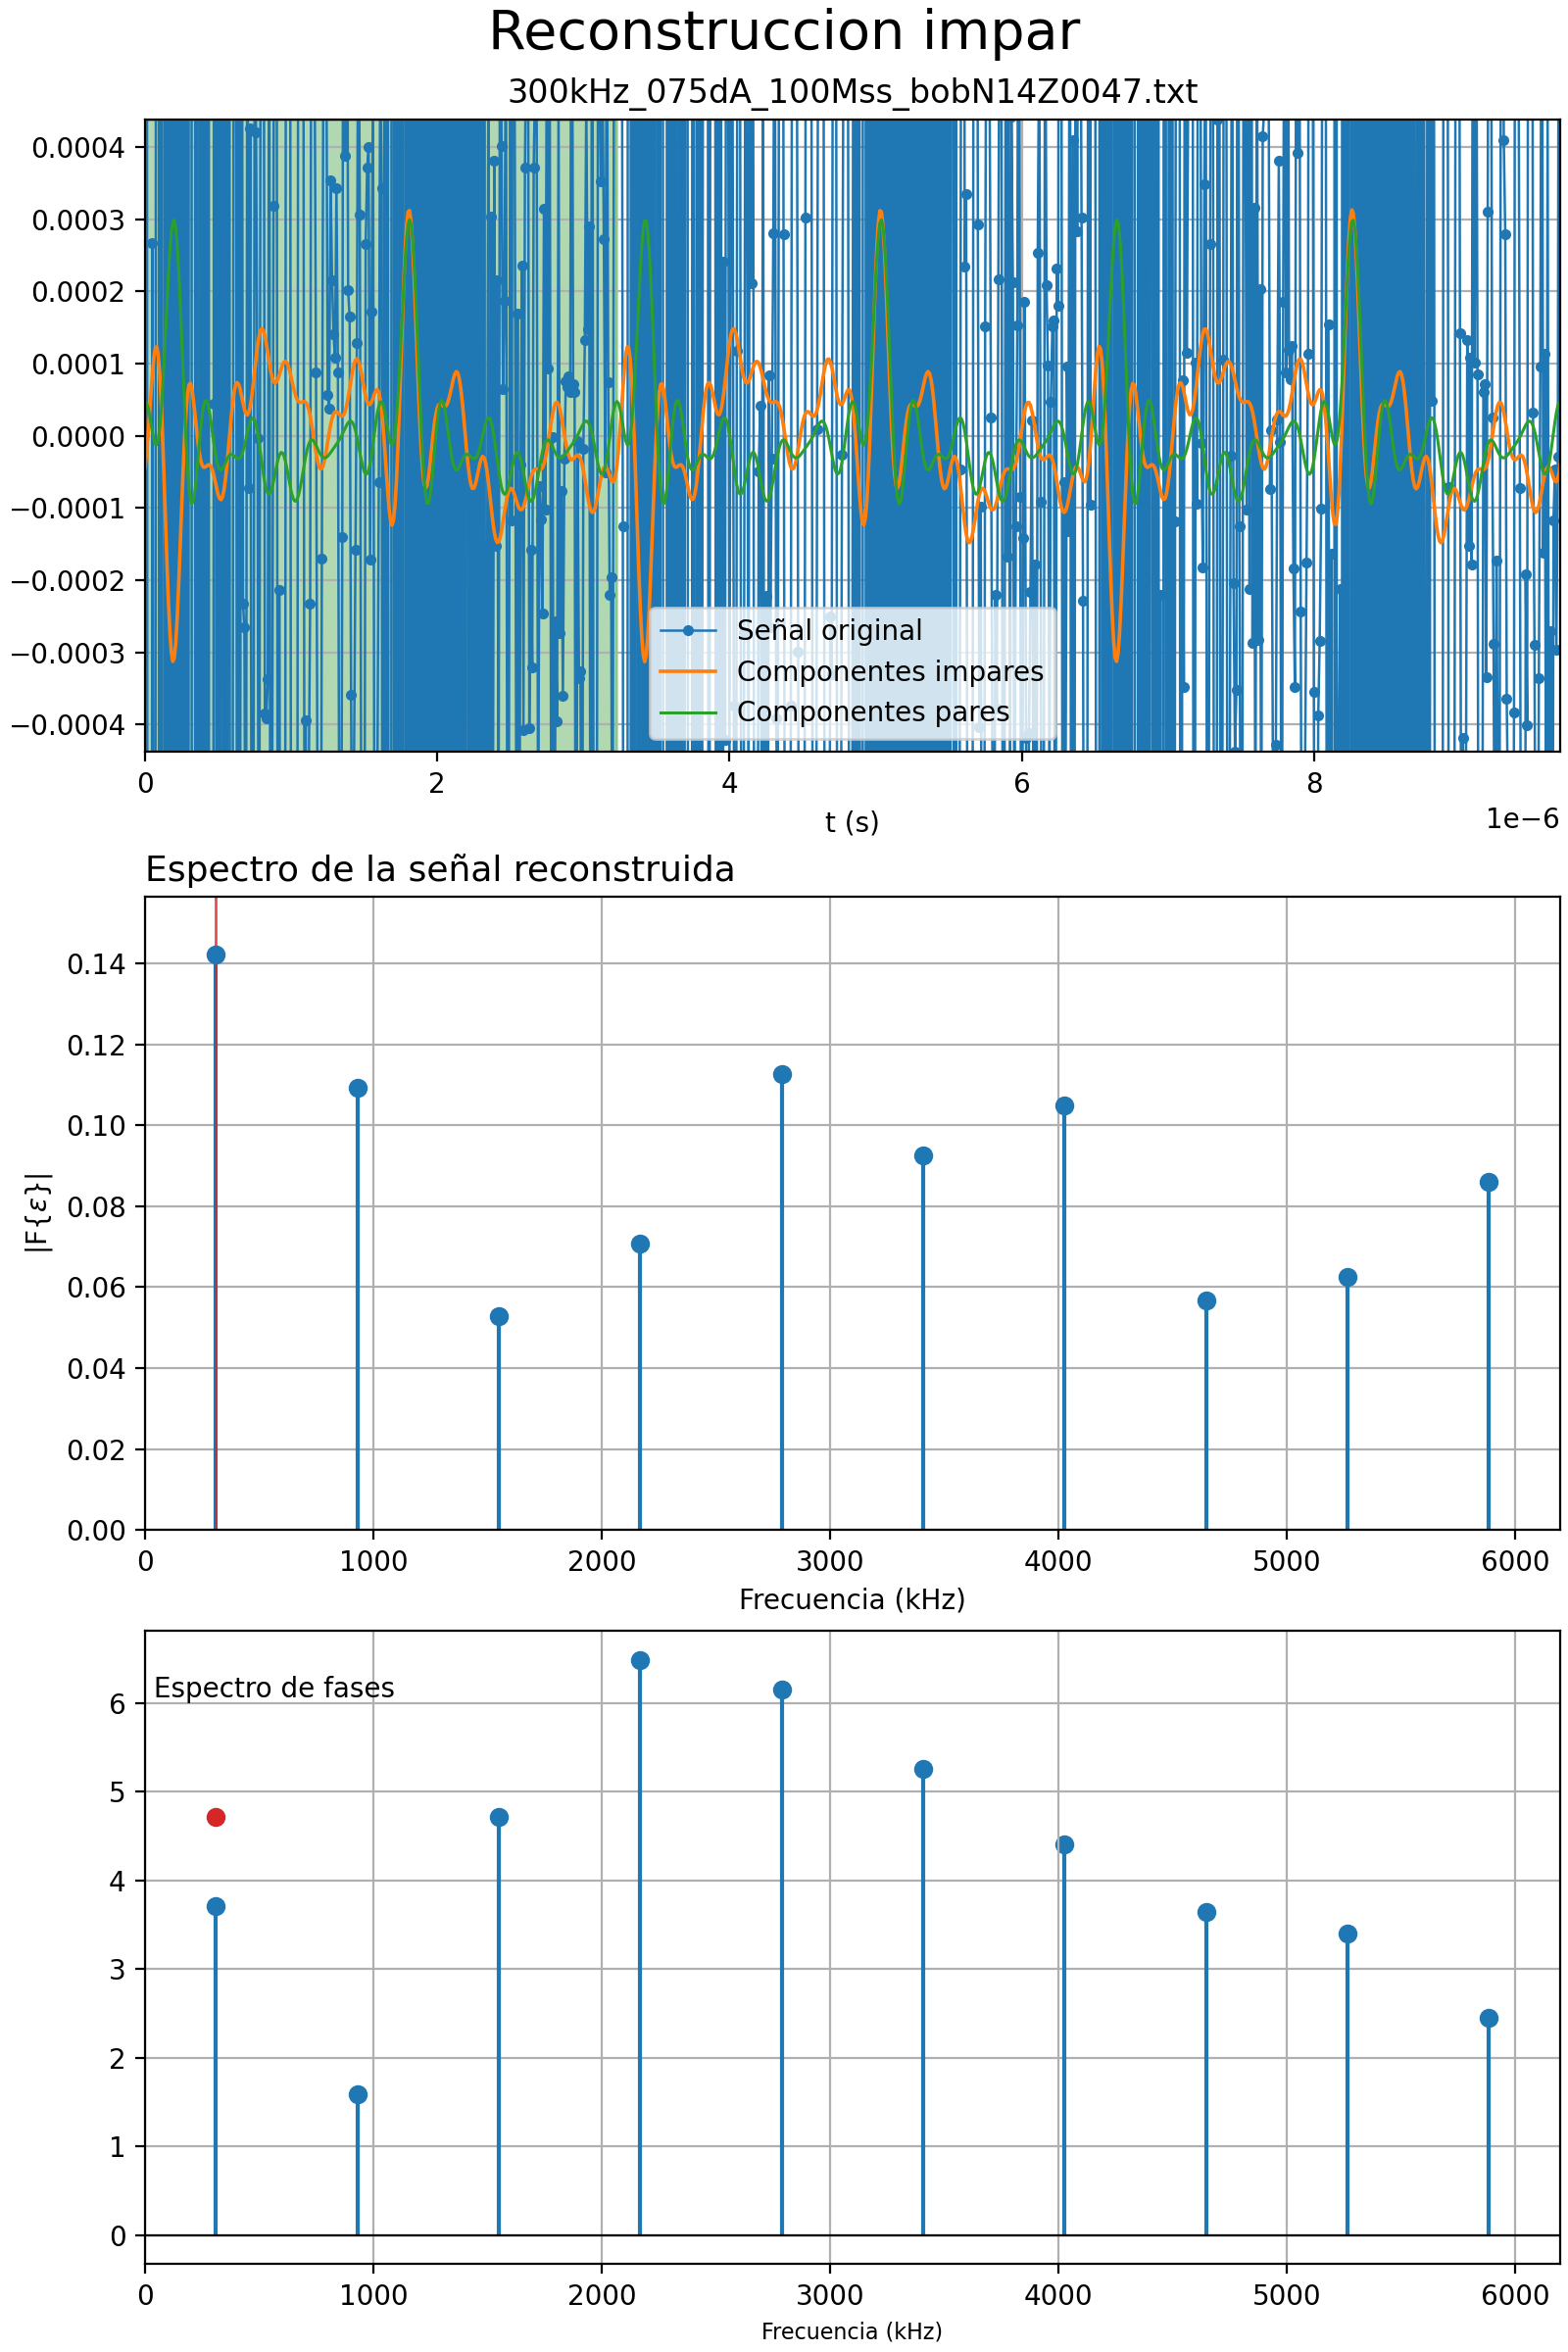 Reconstruccion impar
300kHz_075dA_100Mss_bobN14Z0047.txt
0.0004
0.0003
0.0002
0.0001
0.0000
−0.0001
−0.0002
−0.0003
−0.0004
Señal original
Componentes impares
Componentes pares
0 2 4 6 8
t (s)
1e−6
Espectro de la señal reconstruida
0.14
0.12
0.10
0.08
0.06
0.04
0.02
0.00
|F{ε}|
0 1000 2000 3000 4000 5000 6000
Frecuencia (kHz)
Espectro de fases
6
5
4
3
2
1
0
0 1000 2000 3000 4000 5000 6000
Frecuencia (kHz)